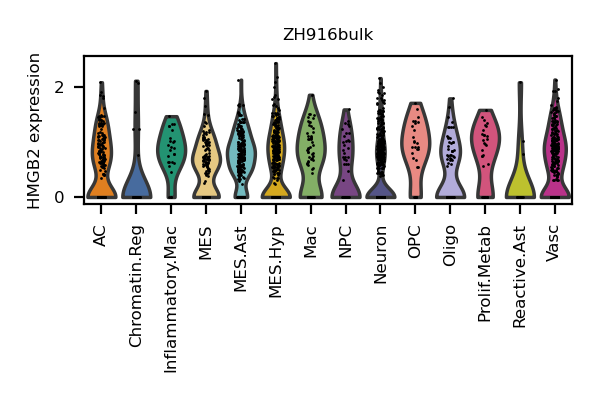 ZH916bulk
HMGB2 expression
2
0
AC
Chromatin.Reg
Inflammatory.Mac
MES
MES.Ast
MES.Hyp
Mac
NPC
Neuron
OPC
Oligo
Prolif.Metab
Reactive.Ast
Vasc